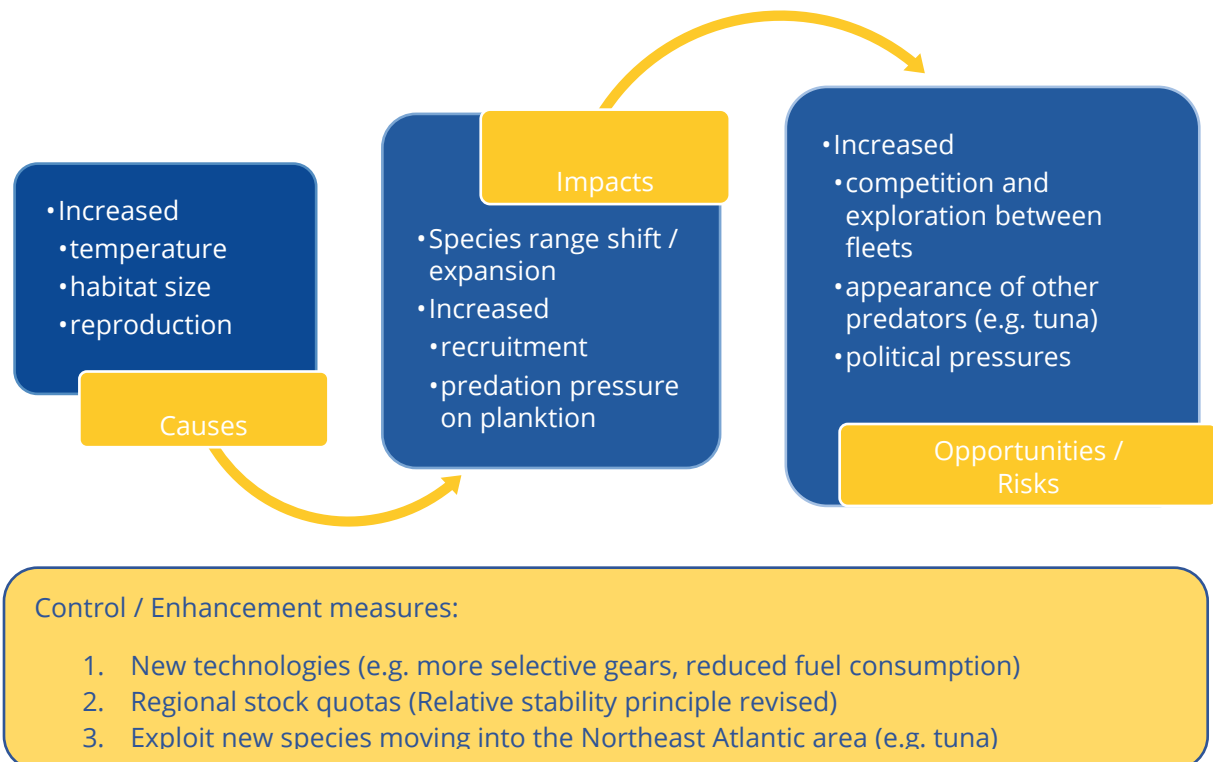 •Increased
•temperature
•habitat size
•reproduction
Causes
Impacts
•Species range shift /
expansion
•Increased
•recruitment
•predation pressure
on planktion
•Increased
•competition and
exploration between
fleets
•appearance of other
predators (e.g. tuna)
•political pressures
Opportunities /
Risks
Control / Enhancement measures:
1. New technologies (e.g. more selective gears, reduced fuel consumption)
2. Regional stock quotas (Relative stability principle revised)
3. Exploit new species moving into the Northeast Atlantic area (e.g. tuna)